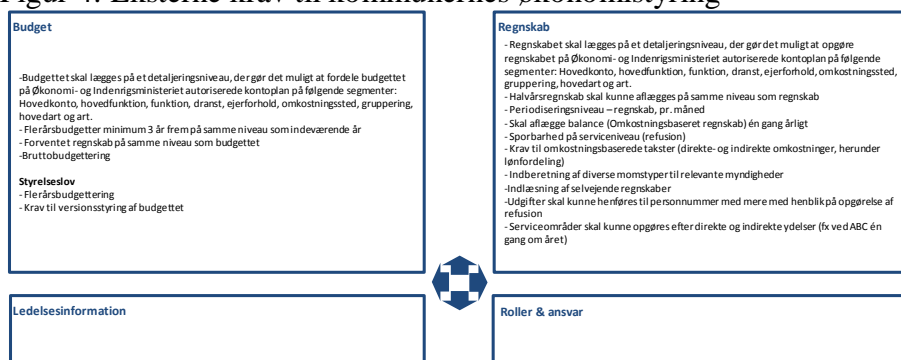 Figur 4: Eksterne krav til kommunernes økonomistyring
Budget
-Budgettet skal lægges på et detaljeringsniveau, der gør det muligt at fordele budgettet
på Økonomi- og Indenrigsministeriet autoriserede kontoplan på følgende segmenter:
Hovedkonto, hovedfunktion, funktion, dranst, ejerforhold, omkostningssted, gruppering,
hovedart og art.
- Flerårsbudgetter minimum 3 år frem på samme niveau som indeværende år
- Forventet regnskab på samme niveau som budgettet
-Bruttobudgettering
Styrelseslov
- Flerårsbudgettering
- Krav til versionsstyring af budgettet
Regnskab
- Regnskabet skal lægges på et detaljeringsniveau, der gør det muligt at opgøre
regnskabet på Økonomi- og Indenrigsministeriet autoriserede kontoplan på følgende
segmenter: Hovedkonto, hovedfunktion, funktion, dranst, ejerforhold, omkostningssted,
gruppering, hovedart og art.
- Halvårsregnskab skal kunne aflægges på samme niveau som regnskab
- Periodiseringsniveau – regnskab, pr. måned
- Skal aflægge balance (Omkostningsbaseret regnskab) én gang årligt
- Sporbarhed på serviceniveau (refusion)
- Krav til omkostningsbaserede takster (direkte- og indirekte omkostninger, herunder
lønfordeling)
- Indberetning af diverse momstyper til relevante myndigheder
-Indlæsning af selvejende regnskaber
-Udgifter skal kunne henføres til personnummer med mere med henblik på opgørelse af
refusion
- Serviceområder skal kunne opgøres efter direkte og indirekte ydelser (fx ved ABC én
gang om året)
Ledelsesinformation
Roller & ansvar